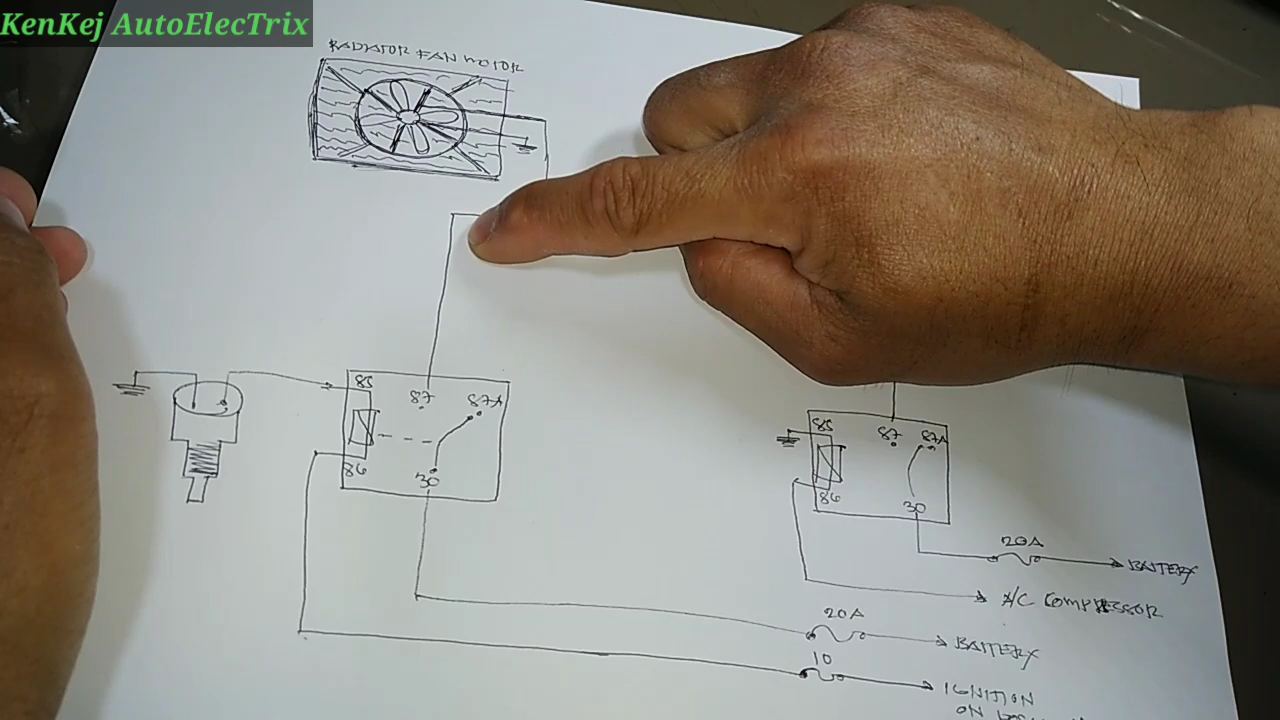 KenKej AutoElecTrix
RADIATOR FAN MOTOR
85
87
87A
86
30
85
87
87A
86
30
20A
BATTERY
A/C COMPRESSOR
20A
BATTERY
10
IGNITION
ON